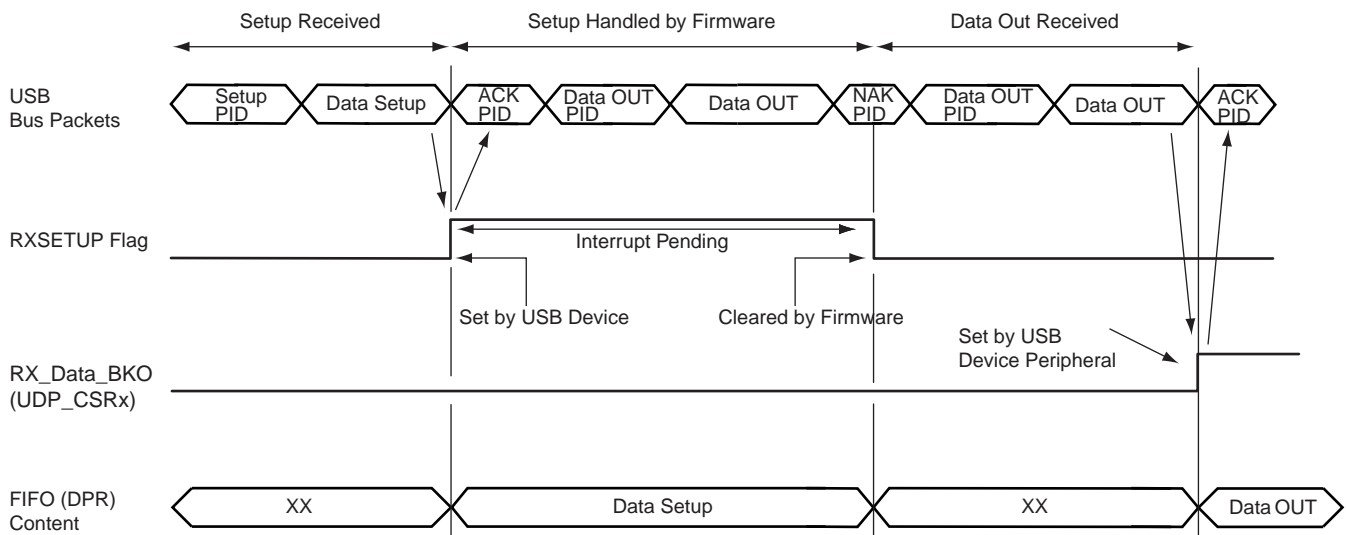 Setup Received
Setup Handled by Firmware
Data Out Received
USB
Bus Packets
Setup
PID
Data Setup
ACK
PID
Data OUT
PID
Data OUT
NAK
PID
Data OUT
PID
Data OUT
ACK
PID
RXSETUP Flag
Interrupt Pending
Set by USB Device
Cleared by Firmware
Set by USB
Device Peripheral
RX_Data_BKO
(UDP_CSRx)
FIFO (DPR)
Content
XX
Data Setup
XX
Data OUT